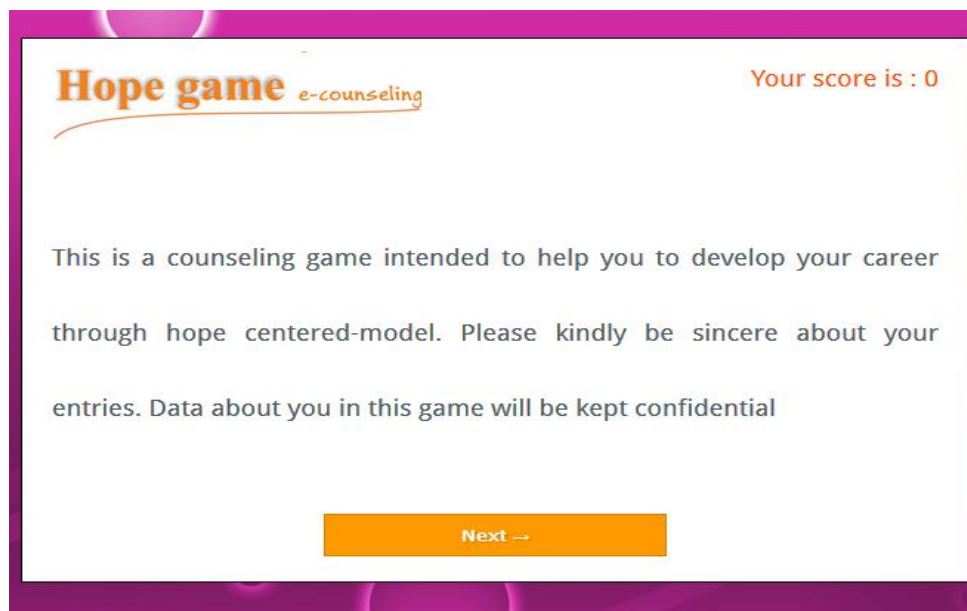 Hope game e-counseling
Your score is : 0
This is a counseling game intended to help you to develop your career
through hope centered-model. Please kindly be sincere about your
entries. Data about you in this game will be kept confidential
Next →